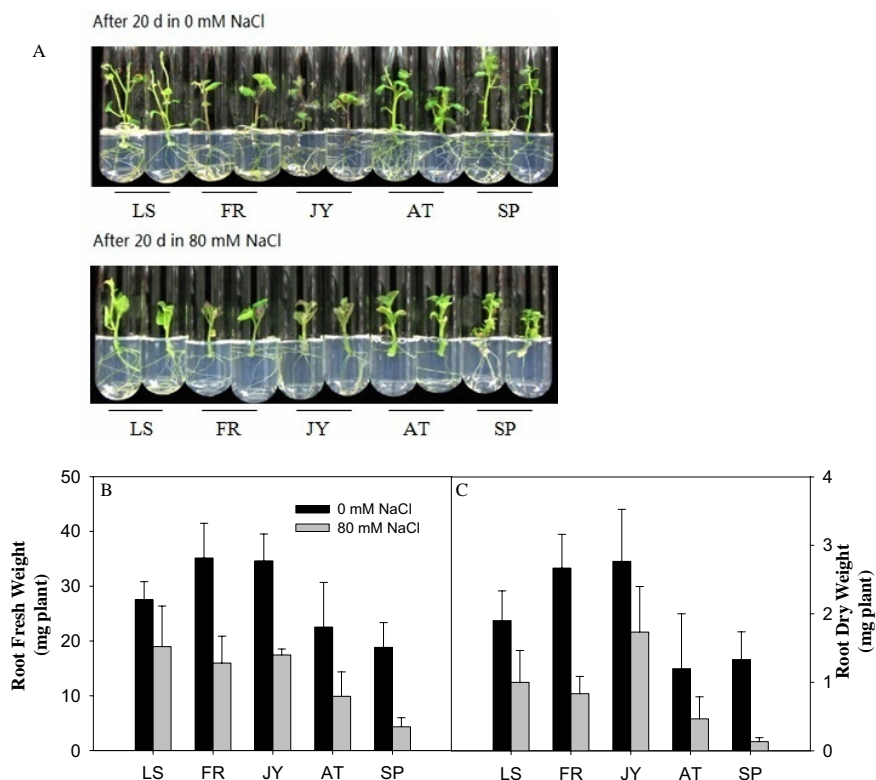 After 20 d in 0 mM NaCl
A
LS FR JY AT SP
After 20 d in 80 mM NaCl
LS FR JY AT SP
B
0 mM NaCl
80 mM NaCl
Root Fresh Weight
(mg plant)
50
40
30
20
10
0
LS FR JY AT SP
C
Root Dry Weight
(mg plant)
4
3
2
1
0
LS FR JY AT SP